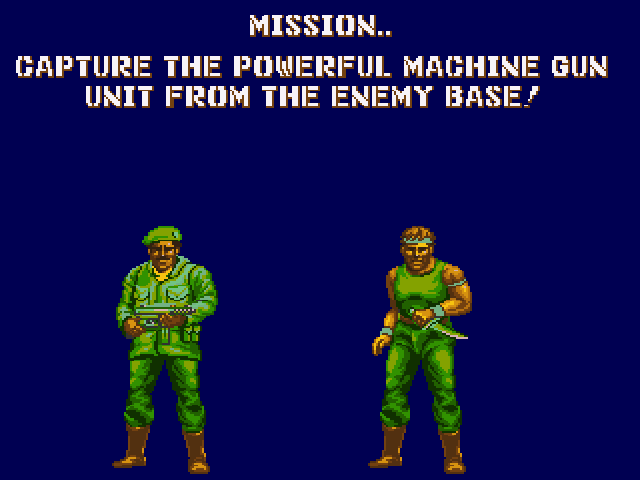 MISSION..
CAPTURE THE POWERFUL MACHINE GUN
UNIT FROM THE ENEMY BASE!